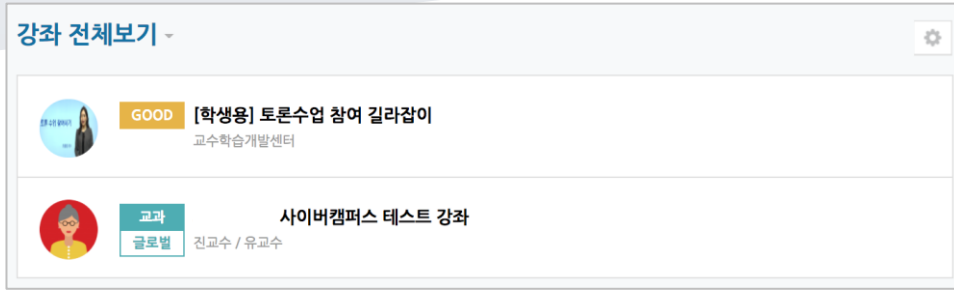 강좌 전체보기
GOOD [학생용] 토론수업 참여 길라잡이
교수학습개발센터
교과 사이버캠퍼스 테스트 강좌
글로벌 진교수 / 유교수